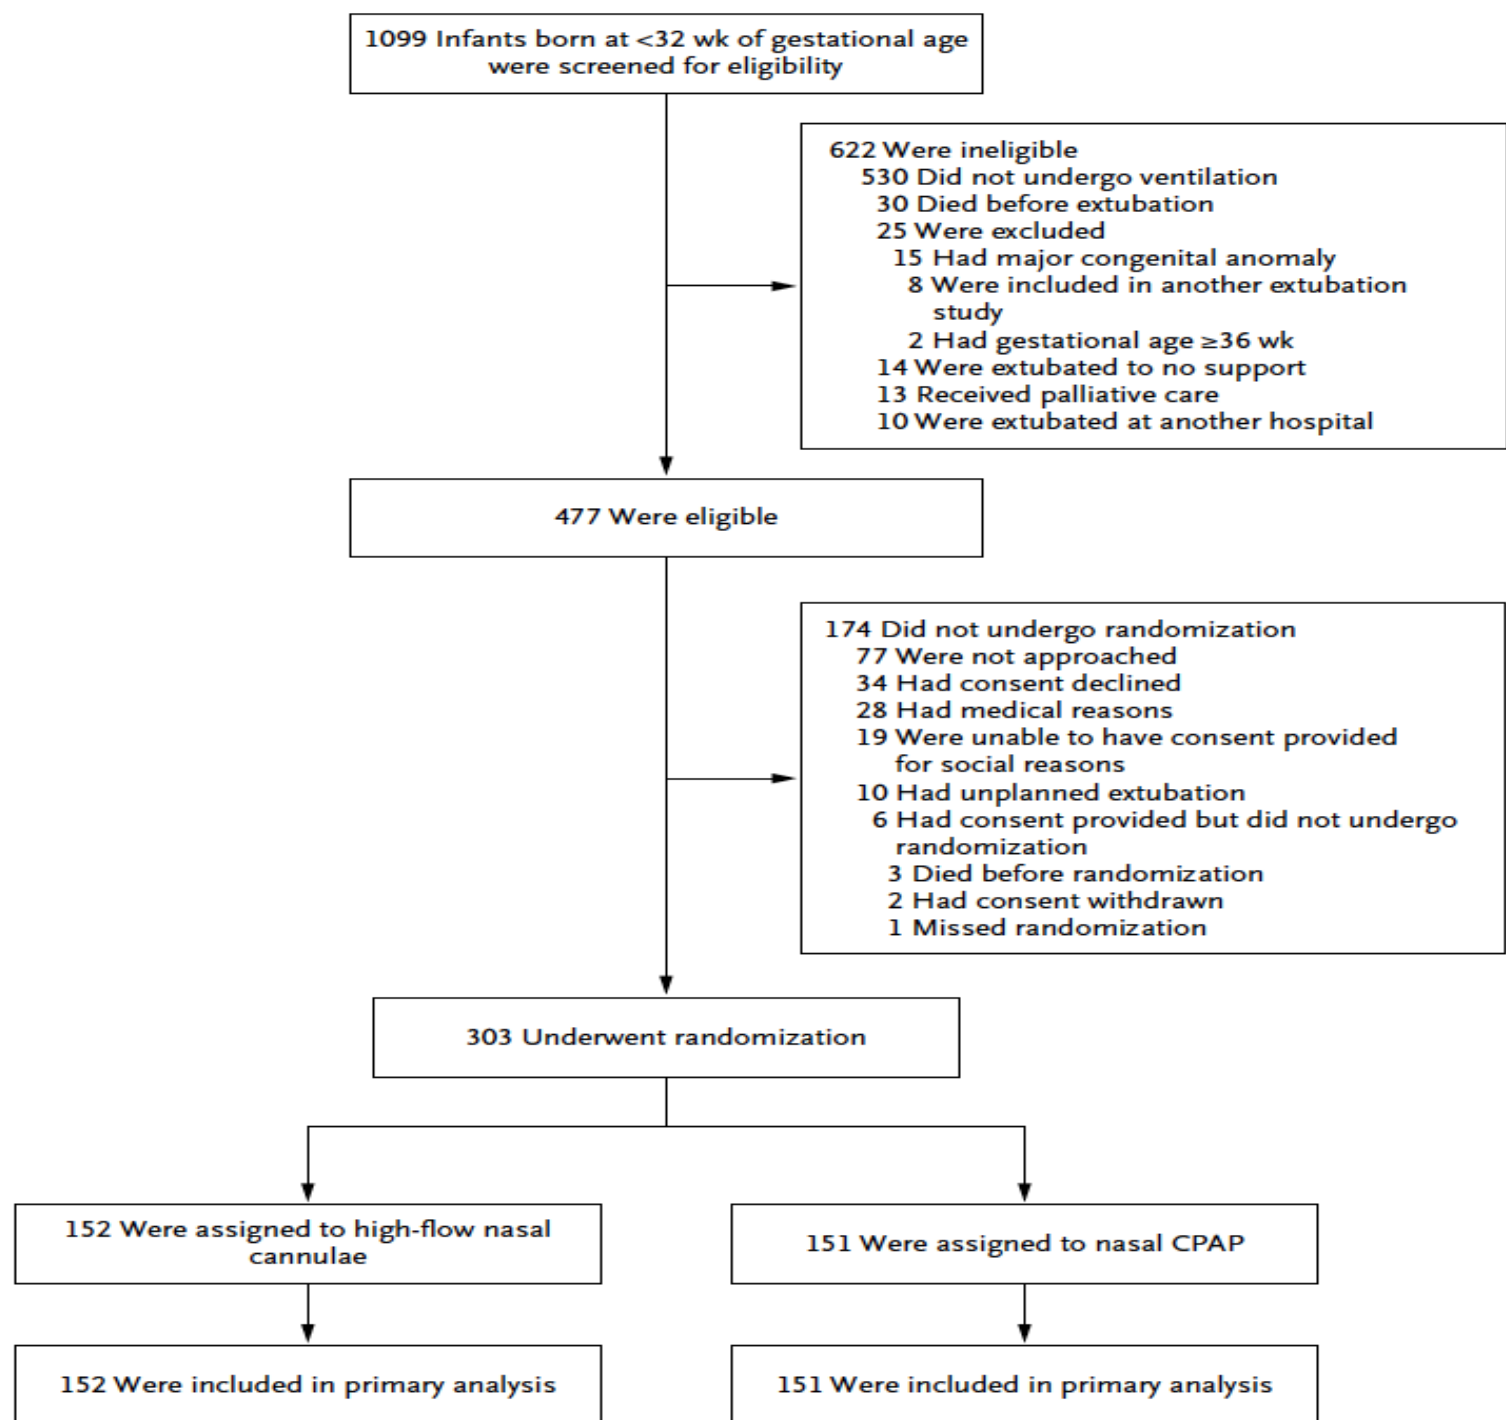 1099 Infants born at <32 wk of gestational age
were screened for eligibility
622 Were ineligible
530 Did not undergo ventilation
30 Died before extubation
25 Were excluded
15 Had major congenital anomaly
8 Were included in another extubation
study
2 Had gestational age ≥36 wk
14 Were extubated to no support
13 Received palliative care
10 Were extubated at another hospital
477 Were eligible
174 Did not undergo randomization
77 Were not approached
34 Had consent declined
28 Had medical reasons
19 Were unable to have consent provided
for social reasons
10 Had unplanned extubation
6 Had consent provided but did not undergo
randomization
3 Died before randomization
2 Had consent withdrawn
1 Missed randomization
303 Underwent randomization
152 Were assigned to high-flow nasal
cannulae
151 Were assigned to nasal CPAP
152 Were included in primary analysis
151 Were included in primary analysis